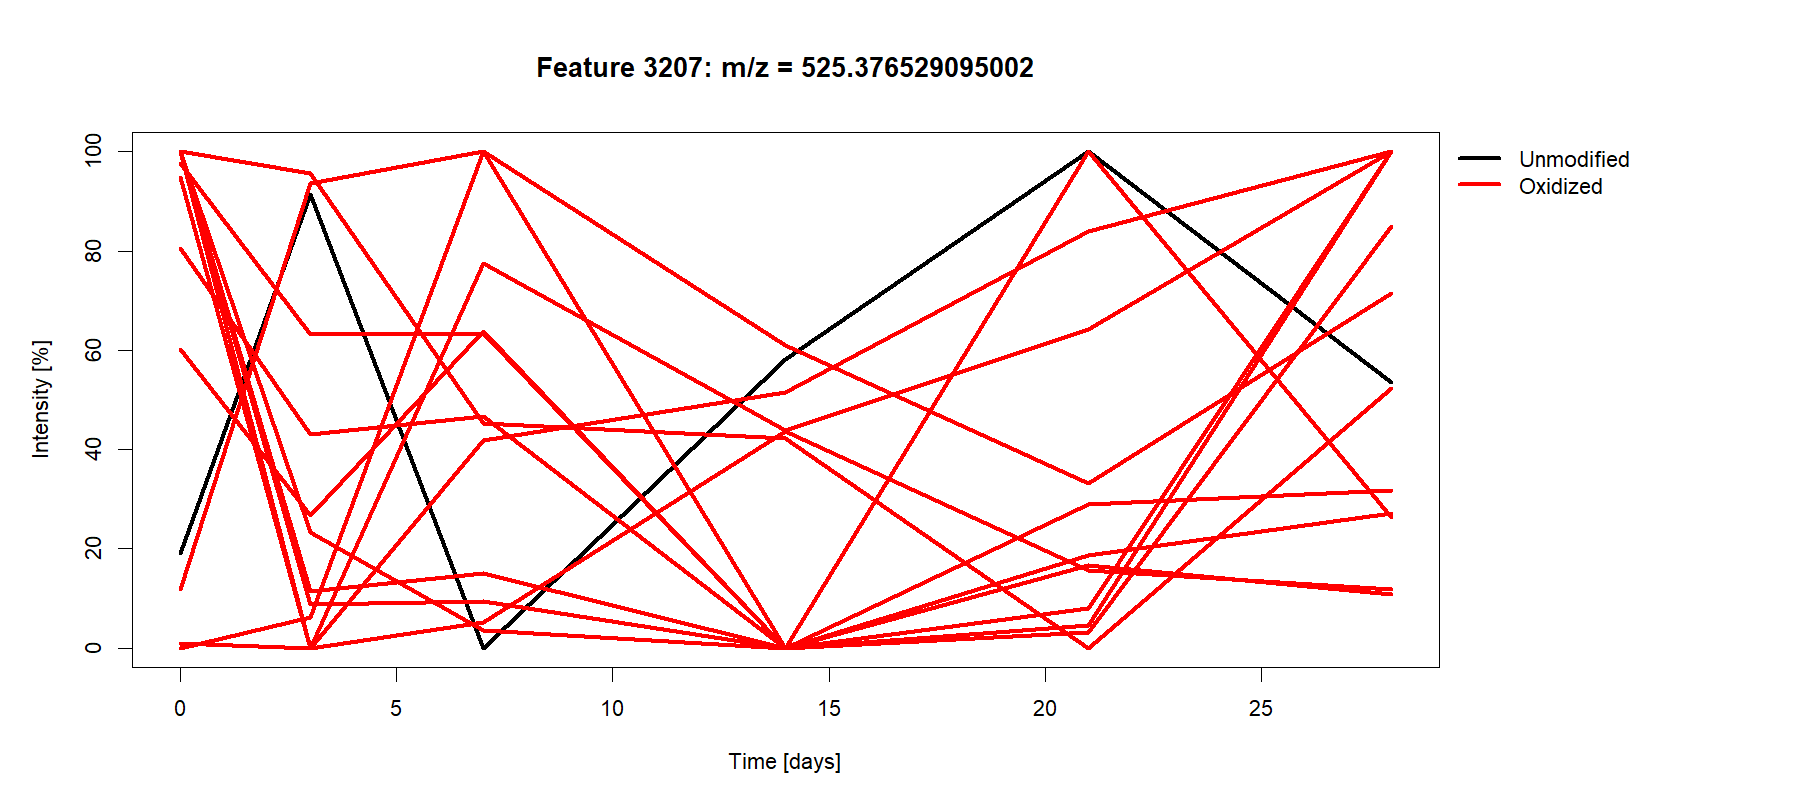 Feature 3207: m/z = 525.376529095002
Unmodified
Oxidized
Intensity [%]
100
80
60
40
20
0
0 5 10 15 20 25
Time [days]